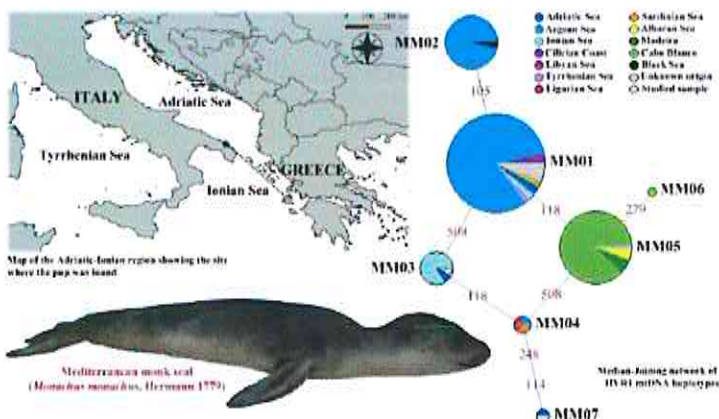 ITALY
Adriatic Sea
Tyrrhenian Sea
GREECE
Ionian Sea
Map of the Adriatic-Ionian region showing the site
where the pup was found
Mediterranean monk seal
(Monachus monachus, Hermann 1779)
Adriatic Sea
Aegean Sea
Ionian Sea
Cilician Coast
Libyan Sea
Tyrrhenian Sea
Ligurian Sea
Sardinian Sea
Alboran Sea
Madeira
Cabo Blanco
Black Sea
Unknown origin
Studied sample
MM02
105
MM01
118
509
MM06
279
MM05
MM03
118
508
MM04
248
114
MM07
Median-Joining network of
HVR1 mtDNA haplotypes